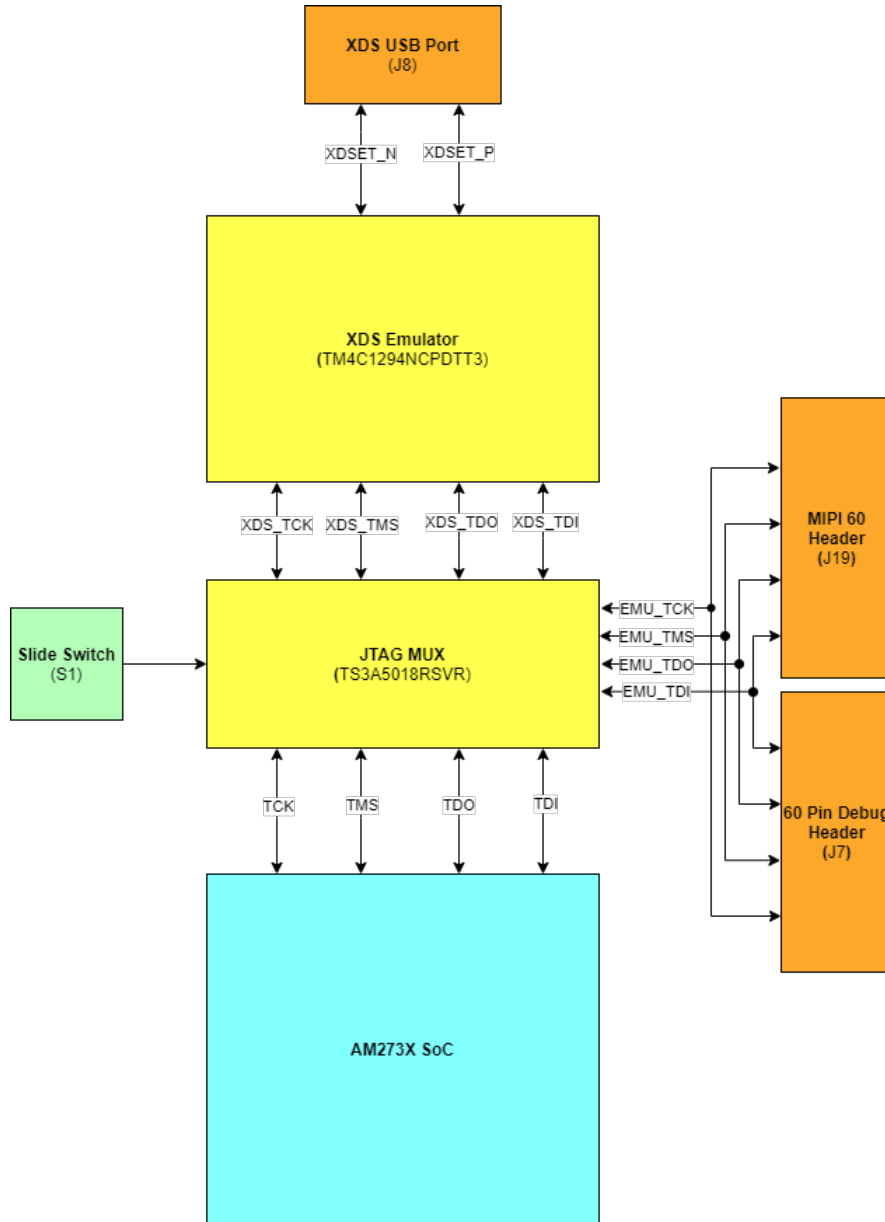 XDS USB Port
(J8)
XDSET_N
XDSET_P
XDS Emulator
(TM4C1294NCPDTT3)
XDS_TCK
XDS_TMS
XDS_TDO
XDS_TDI
MIPI 60
Header
(J19)
Slide Switch
(S1)
JTAG MUX
(TS3A5018RSVR)
EMU_TCK
EMU_TMS
EMU_TDO
EMU_TDI
60 Pin Debug
Header
(J7)
TCK
TMS
TDO
TDI
AM273X SoC